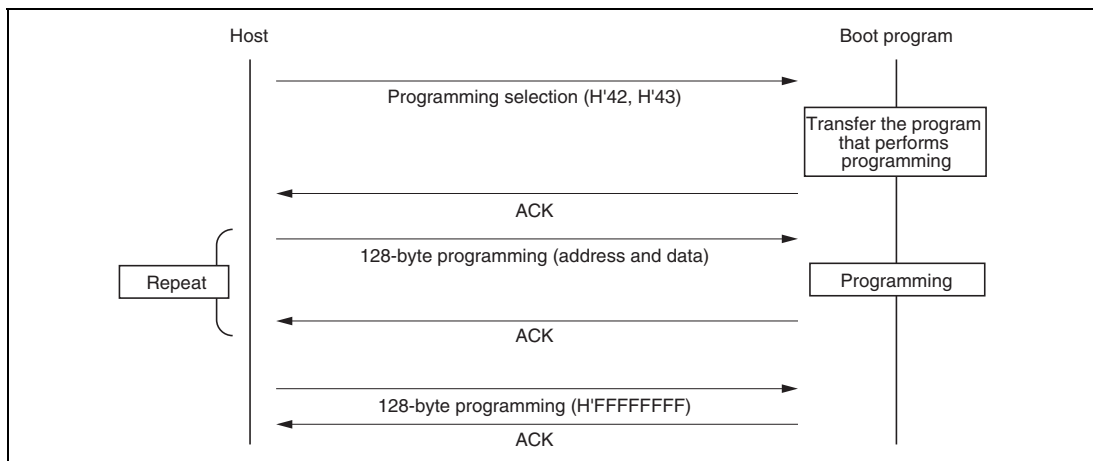 Host
Boot program
Programming selection (H'42, H'43)
Transfer the program
that performs
programming
ACK
128-byte programming (address and data)
Repeat
Programming
ACK
128-byte programming (H'FFFFFFFF)
ACK